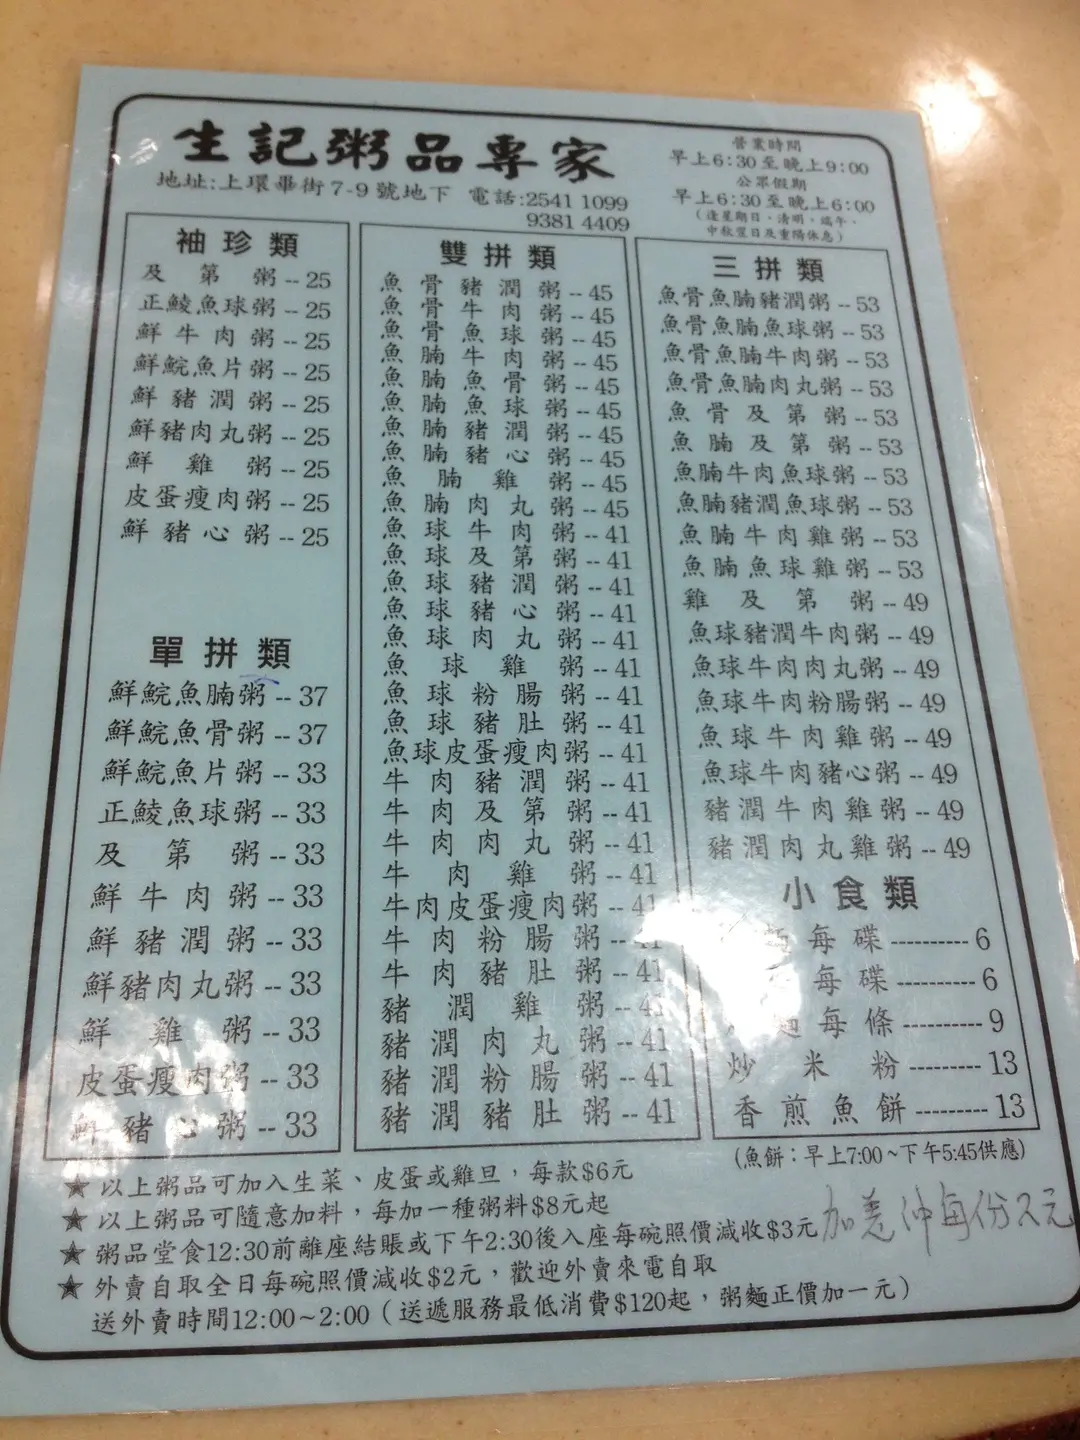 生記粥品專家
地址:上環畢街7-9號地下 電話:2541 1099
9381 4409
營業時間
早上6:30至晚上9:00
公眾假期
早上6:30至晚上6:00
(逢星期日、清明、端午、
中秋翌日及重陽休息)
袖珍類
及第粥--25
正鯪魚球粥--25
鮮牛肉粥--25
鮮鯇魚片粥--25
鮮豬潤粥--25
鮮豬肉丸粥--25
鮮雞粥--25
皮蛋瘦肉粥--25
鮮豬心粥--25
單拼類
鮮鯇魚腩粥--37
鮮鯇魚骨粥--37
鮮鯇魚片粥--33
正鯪魚球粥--33
及第粥--33
鮮牛肉粥--33
鮮豬潤粥--33
鮮豬肉丸粥--33
鮮雞粥--33
皮蛋瘦肉粥--33
鮮豬心粥--33
雙拼類
魚骨豬潤粥--45
魚骨牛肉粥--45
魚骨魚球粥--45
魚腩牛肉粥--45
魚腩魚骨粥--45
魚腩魚球粥--45
魚腩豬潤粥--45
魚腩豬心粥--45
魚腩雞粥--45
魚腩肉丸粥--45
魚球牛肉粥--41
魚球及第粥--41
魚球豬潤粥--41
魚球豬心粥--41
魚球肉丸粥--41
魚球雞粥--41
魚球粉腸粥--41
魚球豬肚粥--41
魚球皮蛋瘦肉粥--41
牛肉豬潤粥--41
牛肉及第粥--41
牛肉肉丸粥--41
牛肉雞粥--41
牛肉皮蛋瘦肉粥--41
牛肉粉腸粥--41
牛肉豬肚粥--41
豬潤雞粥--41
豬潤肉丸粥--41
豬潤粉腸粥--41
豬潤豬肚粥--41
三拼類
魚骨魚腩豬潤粥--53
魚骨魚腩魚球粥--53
魚骨魚腩牛肉粥--53
魚骨魚腩肉丸粥--53
魚骨及第粥--53
魚腩及第粥--53
魚腩牛肉魚球粥--53
魚腩豬潤魚球粥--53
魚腩牛肉雞粥--53
魚腩魚球雞粥--53
雞及第粥--49
魚球豬潤牛肉粥--49
魚球牛肉肉丸粥--49
魚球牛肉粉腸粥--49
魚球牛肉雞粥--49
魚球牛肉豬心粥--49
豬潤牛肉雞粥--49
豬潤肉丸雞粥--49
小食類
每碟----------6
每碟----------6
每條----------9
炒米粉----------13
香煎魚餅---------13
(魚餅：早上7:00~下午5:45供應)
★以上粥品可加入生菜、皮蛋或雞旦，每款$6元
★以上粥品可隨意加料，每加一種粥料$8元起
★粥品堂食12:30前離座結賬或下午2:30後入座每碗照價減收$3元
加羌沖每份2元
★外賣自取全日每碗照價減收$2元，歡迎外賣來電自取
送外賣時間12:00~2:00（送遞服務最低消費$120起，粥麵正價加一元）